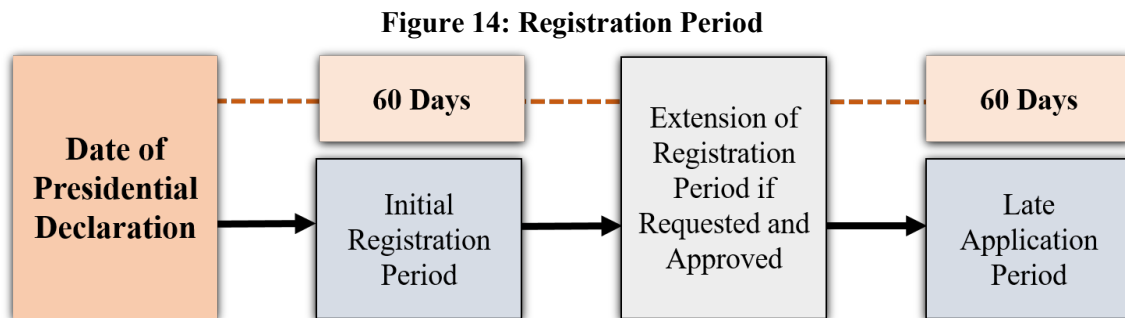 Figure 14: Registration Period
Date of
Presidential
Declaration
60 Days
Initial
Registration
Period
Extension of
Registration
Period if
Requested and
Approved
60 Days
Late
Application
Period